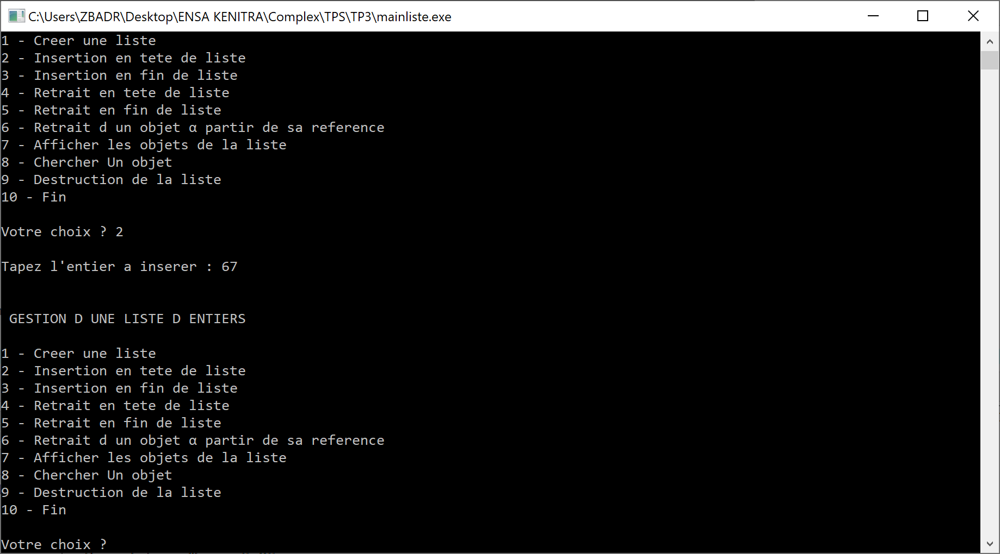 C:\Users\ZBADR\Desktop\ENSA KENITRA\Complex\TPS\TP3\mainliste.exe
1 - Creer une liste
2 - Insertion en tete de liste
3 - Insertion en fin de liste
4 - Retrait en tete de liste
5 - Retrait en fin de liste
6 - Retrait d un objet α partir de sa reference
7 - Afficher les objets de la liste
8 - Chercher Un objet
9 - Destruction de la liste
10 - Fin
Votre choix ? 2
Tapez l'entier a inserer : 67
GESTION D UNE LISTE D ENTIERS
1 - Creer une liste
2 - Insertion en tete de liste
3 - Insertion en fin de liste
4 - Retrait en tete de liste
5 - Retrait en fin de liste
6 - Retrait d un objet α partir de sa reference
7 - Afficher les objets de la liste
8 - Chercher Un objet
9 - Destruction de la liste
10 - Fin
Votre choix ?